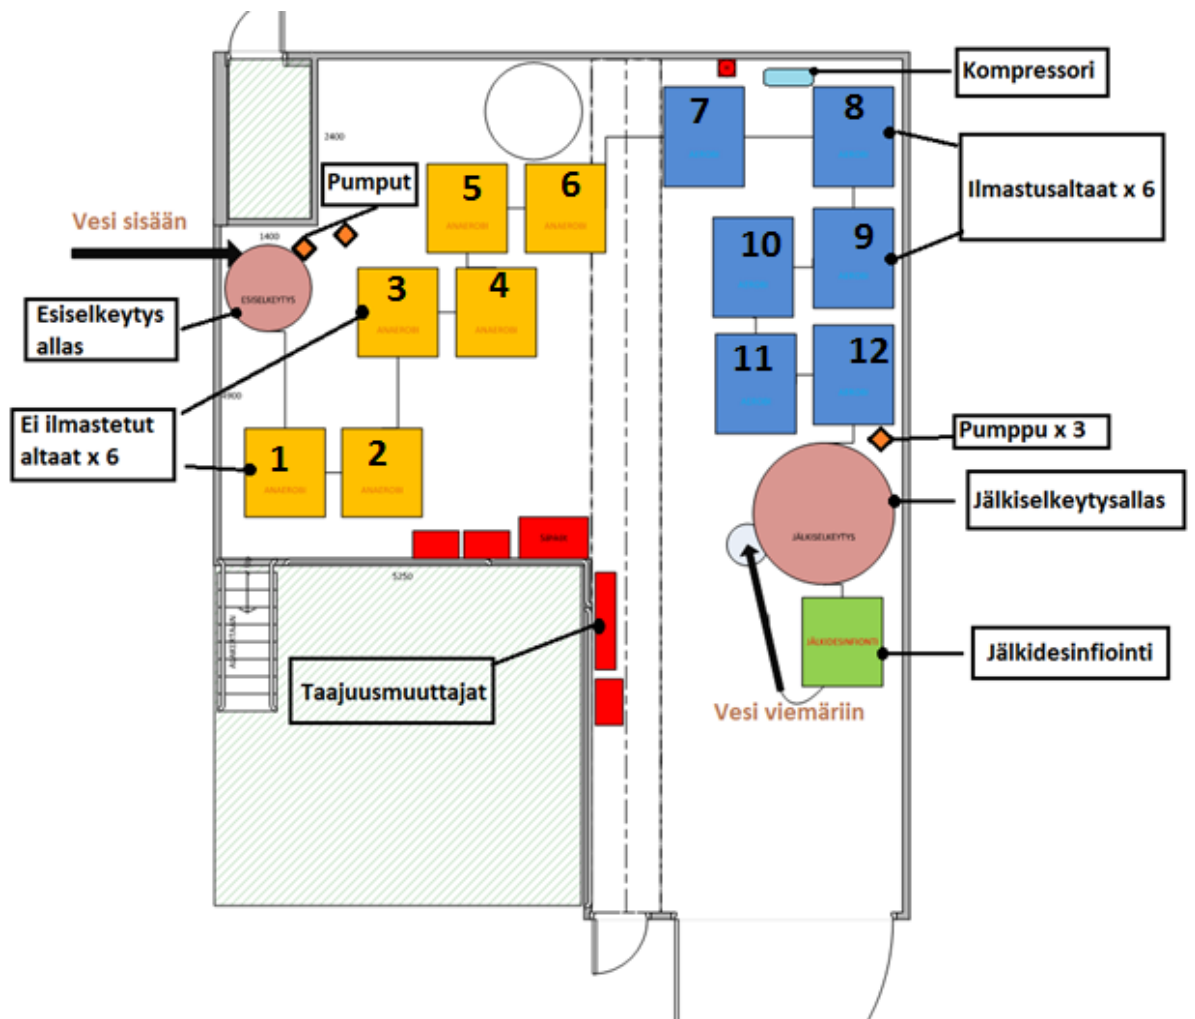 Kompressori
7
8
2400
Pumput
5
6
Ilmastusaltaat x 6
ANAEROBI
ANAEROBI
Vesi sisään
1400
10
9
3
4
ESISELKEYTYS
Esiselkeytys
allas
ANAEROBI
ANAEROBI
11
12
4900
Ei ilmastetut
altaat x 6
1
2
Pumppu x 3
ANAEROBI
ANAEROBI
Jälkiselkeytysallas
JÄLKISELKEYTYS
5250
JÄLKIDESINFIONTI
Jälkidesinfiointi
Taajuusmuuttajat
Vesi viemäriin